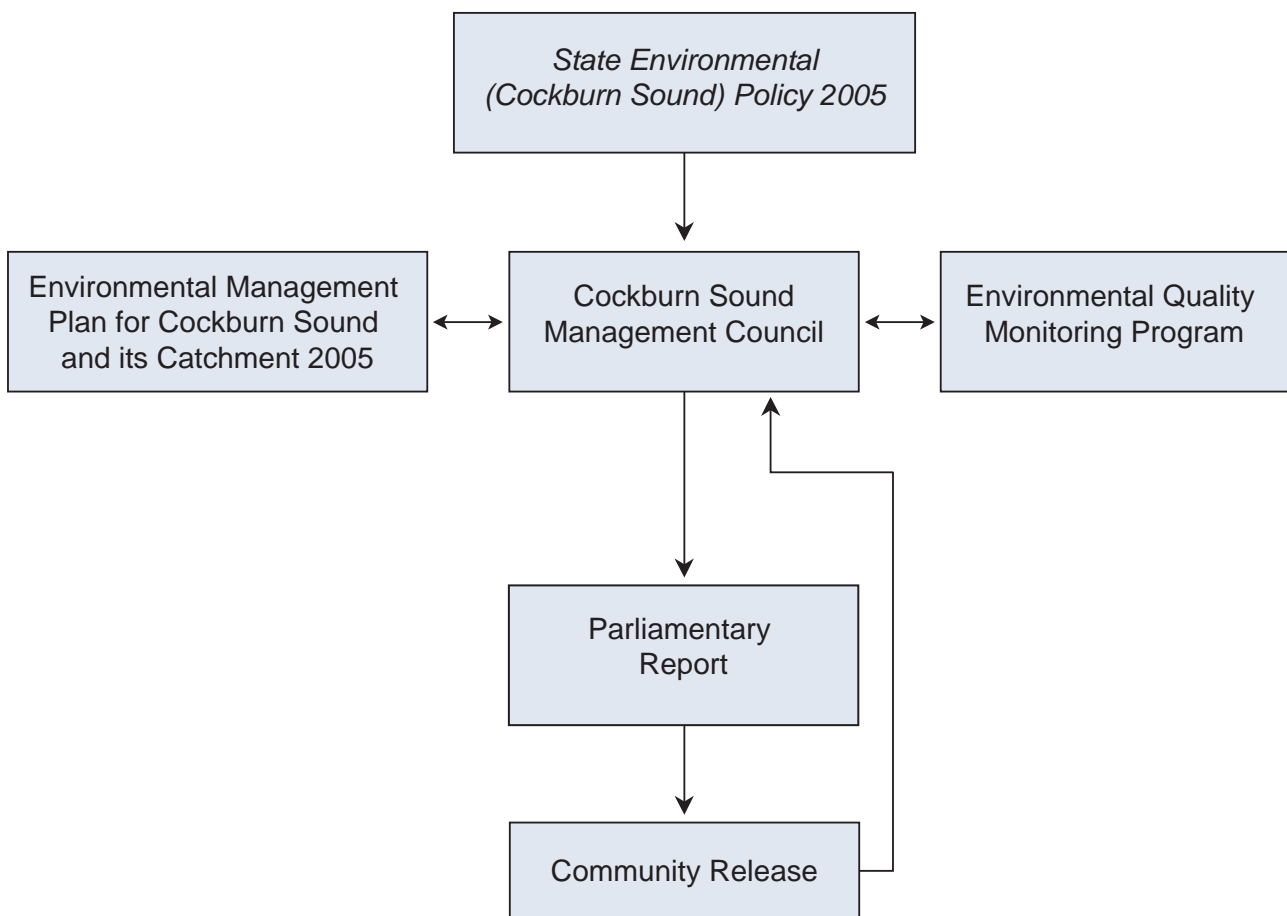 State Environmental
(Cockburn Sound) Policy 2005
Environmental Management
Plan for Cockburn Sound
and its Catchment 2005
Cockburn Sound
Management Council
Environmental Quality
Monitoring Program
Parliamentary
Report
Community Release